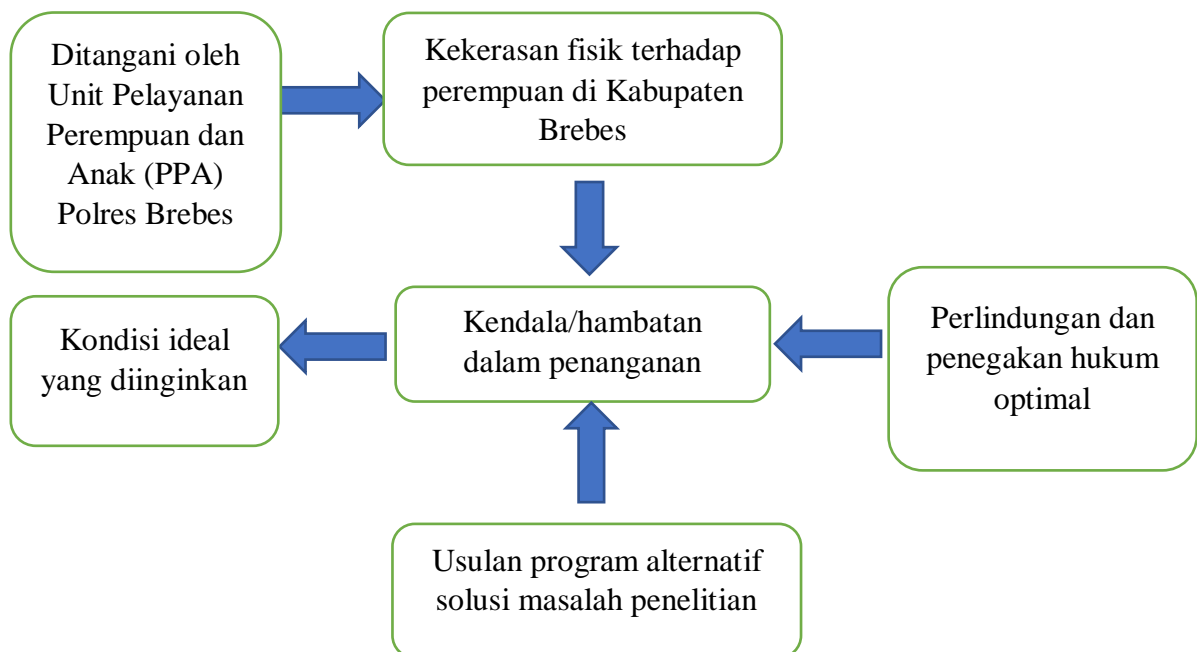 Ditangani oleh
Unit Pelayanan
Perempuan dan
Anak (PPA)
Polres Brebes
Kekerasan fisik terhadap
perempuan di Kabupaten
Brebes
Kondisi ideal
yang diinginkan
Kendala/hambatan
dalam penanganan
Perlindungan dan
penegakan hukum
optimal
Usulan program alternatif
solusi masalah penelitian